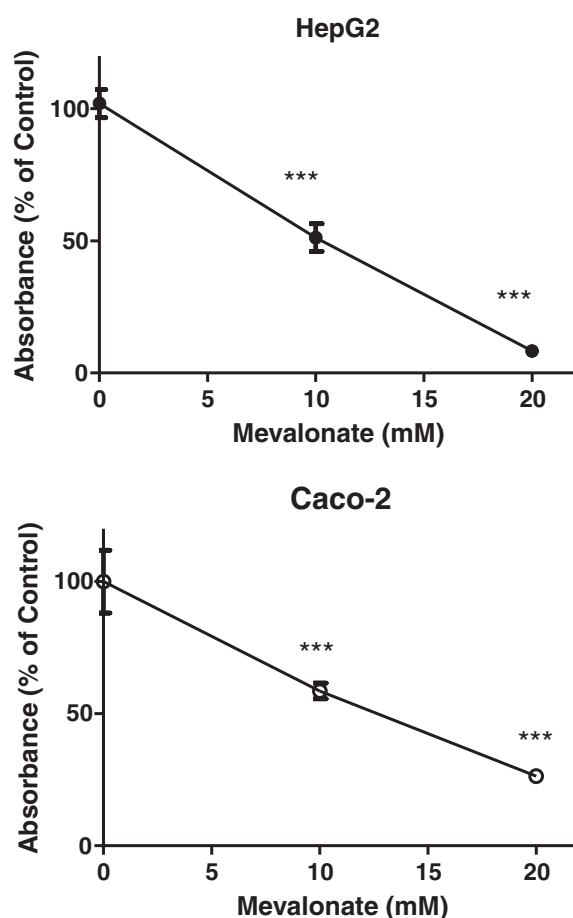 HepG2
Absorbance (% of Control)
100
50
0
***
***
0 5 10 15 20
Mevalonate (mM)
Caco-2
Absorbance (% of Control)
100
50
0
***
***
0 5 10 15 20
Mevalonate (mM)